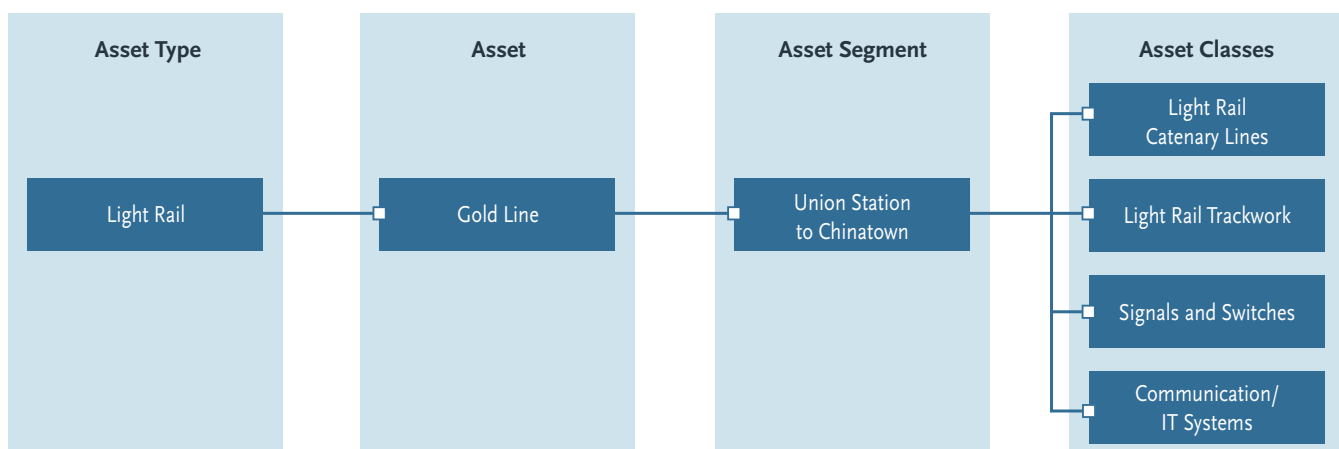 Asset Type
Asset
Asset Segment
Asset Classes
Light Rail
Gold Line
Union Station
to Chinatown
Light Rail
Catenary Lines
Light Rail Trackwork
Signals and Switches
Communication/
IT Systems